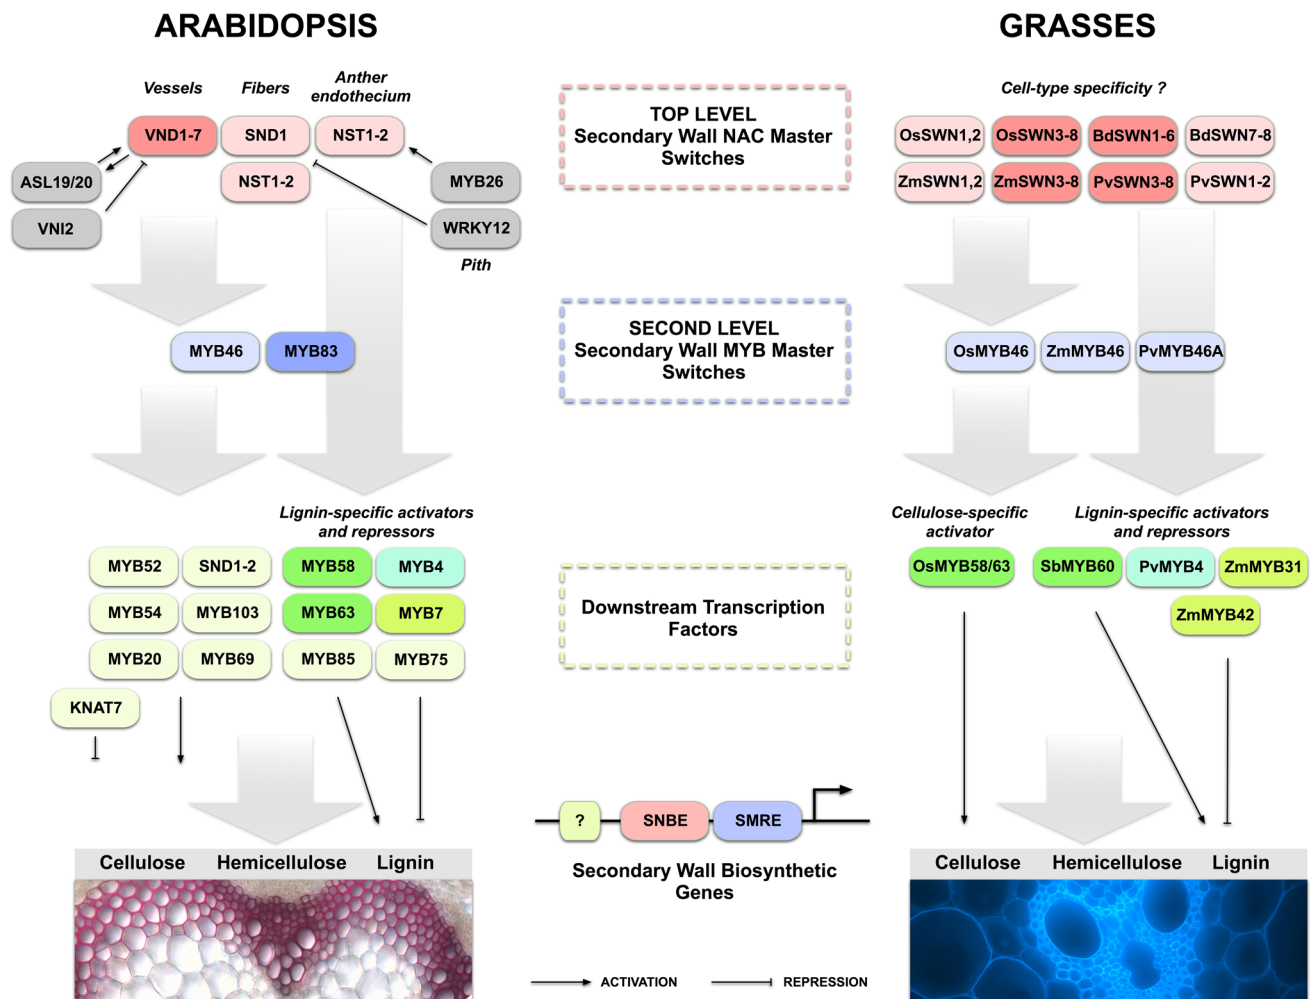 ARABIDOPSIS
GRASSES
Vessels
Fibers
Anther
endothecium
VND1-7
SND1
NST1-2
NST1-2
ASL19/20
VNI2
MYB26
WRKY12
Pith
TOP LEVEL
Secondary Wall NAC Master
Switches
Cell-type specificity ?
OsSWN1,2
OsSWN3-8
BdSWN1-6
BdSWN7-8
ZmSWN1,2
ZmSWN3-8
PvSWN3-8
PvSWN1-2
MYB46
MYB83
SECOND LEVEL
Secondary Wall MYB Master
Switches
OsMYB46
ZmMYB46
PvMYB46A
Lignin-specific activators
and repressors
MYB52
SND1-2
MYB58
MYB4
MYB54
MYB103
MYB63
MYB7
MYB20
MYB69
MYB85
MYB75
KNAT7
Downstream Transcription
Factors
Cellulose-specific
activator
Lignin-specific activators
and repressors
OsMYB58/63
SbMYB60
PvMYB4
ZmMYB31
ZmMYB42
?
SNBE
SMRE
Secondary Wall Biosynthetic
Genes
Cellulose
Hemicellulose
Lignin
Cellulose
Hemicellulose
Lignin
ACTIVATION
REPRESSION